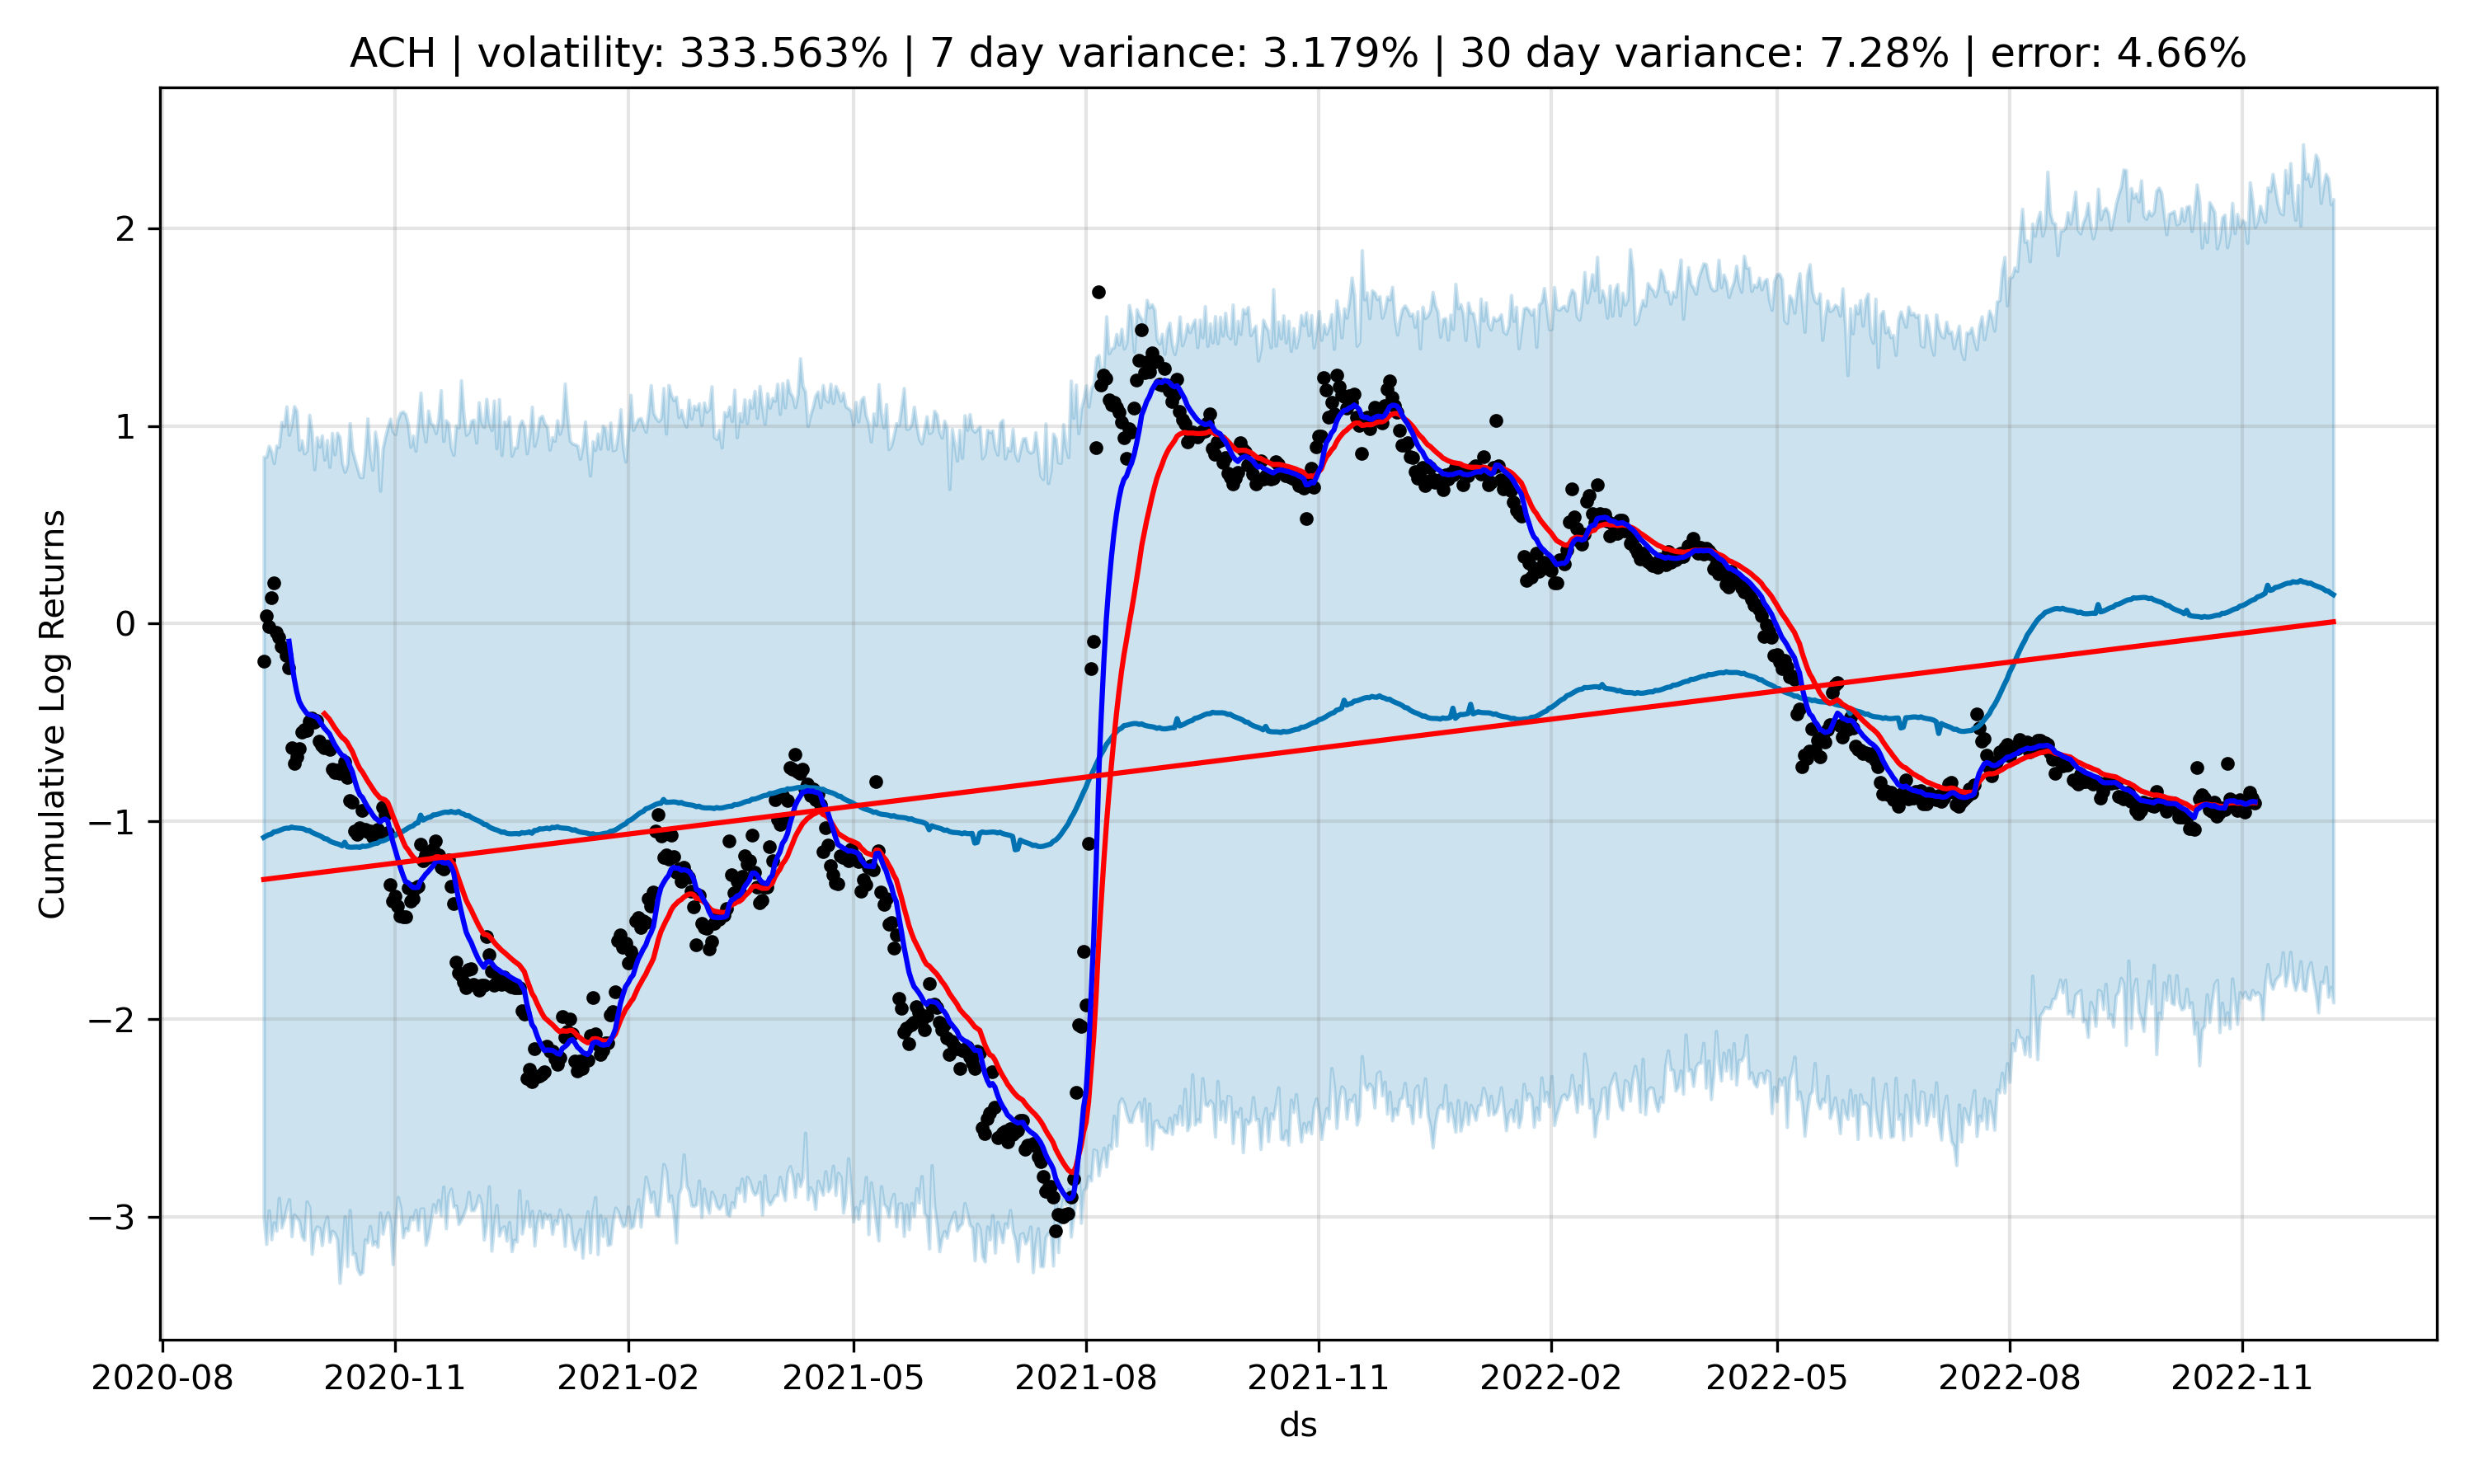 ACH | volatility: 333.563% | 7 day variance: 3.179% | 30 day variance: 7.28% | error: 4.66%
Cumulative Log Returns
2
1
0
−1
−2
−3
2020-08 2020-11 2021-02 2021-05 2021-08 2021-11 2022-02 2022-05 2022-08 2022-11
ds